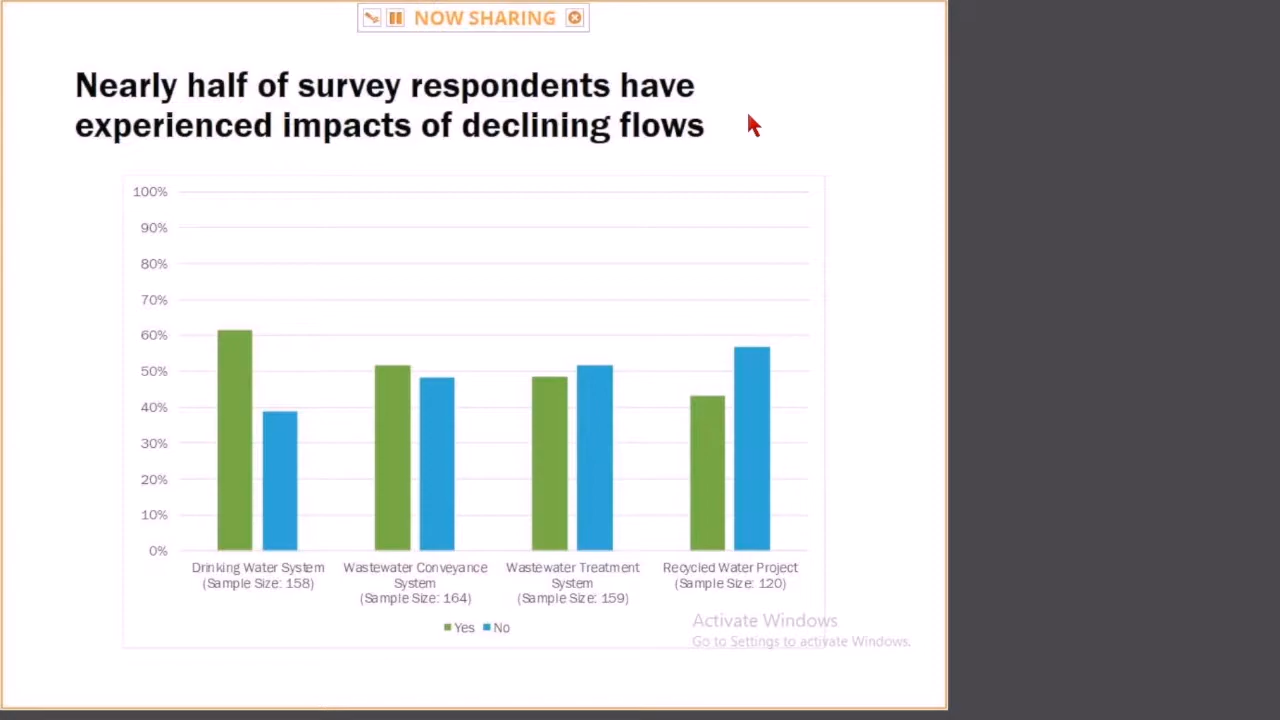 NOW SHARING
Nearly half of survey respondents have
experienced impacts of declining flows
100%
90%
80%
70%
60%
50%
40%
30%
20%
10%
0%
Drinking Water System
(Sample Size: 158)
Wastewater Conveyance
System
(Sample Size: 164)
Wastewater Treatment
System
(Sample Size: 159)
Recycled Water Project
(Sample Size: 120)
Yes No
Activate Windows
Go to Settings to activate Windows.